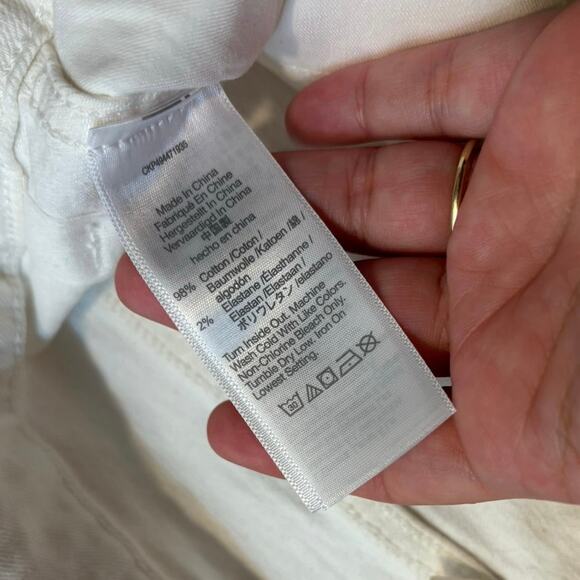 CKP494471935
Made In China
Fabriqué En Chine
Hergestellt In China
Vervaardigd In China
中国製
hecho en china
98% Cotton/Coton/
Baumwolle/Katoen/綿/
algodón
2% Elastane/Élasthanne/
Elastan/Elastaan/
ポリウレタン/elastano
Turn Inside Out. Machine
Wash Cold With Like Colors.
Non-Chlorine Bleach Only.
Tumble Dry Low. Iron On
Lowest Setting.
30